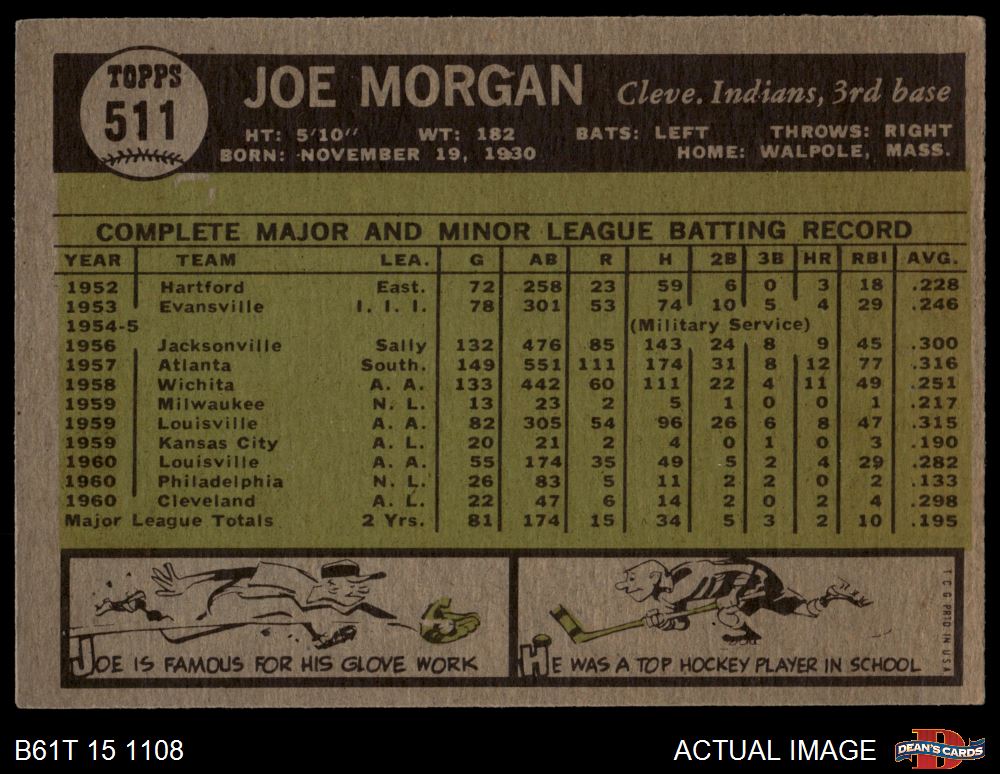 TOPPS
511
JOE MORGAN Cleve. Indians, 3rd base
HT: 5'10" WT: 182 BATS: LEFT THROWS: RIGHT
BORN: NOVEMBER 19, 1930 HOME: WALPOLE, MASS.
COMPLETE MAJOR AND MINOR LEAGUE BATTING RECORD
YEAR TEAM LEA. G AB R H 2B 3B HR RBI AVG.
1952 Hartford East. 72 258 23 59 6 0 3 18 .228
1953 Evansville I. I. I. 78 301 53 74 10 5 4 29 .246
1954-5 (Military Service)
1956 Jacksonville Sally 132 476 85 143 24 8 9 45 .300
1957 Atlanta South. 149 551 111 174 31 8 12 77 .316
1958 Wichita A. A. 133 442 60 111 22 4 11 49 .251
1959 Milwaukee N. L. 13 23 2 5 1 0 0 1 .217
1959 Louisville A. A. 82 305 54 96 26 6 8 47 .315
1959 Kansas City A. L. 20 21 2 4 0 1 0 3 .190
1960 Louisville A. A. 55 174 35 49 5 2 4 29 .282
1960 Philadelphia N. L. 26 83 5 11 2 2 0 2 .133
1960 Cleveland A. L. 22 47 6 14 2 0 2 4 .298
Major League Totals 2 Yrs. 81 174 15 34 5 3 2 10 .195
JOE IS FAMOUS FOR HIS GLOVE WORK
HE WAS A TOP HOCKEY PLAYER IN SCHOOL
T.C.G. PRTD. IN U.S.A.
B61T 15 1108 ACTUAL IMAGE
D
DEAN'S CARDS